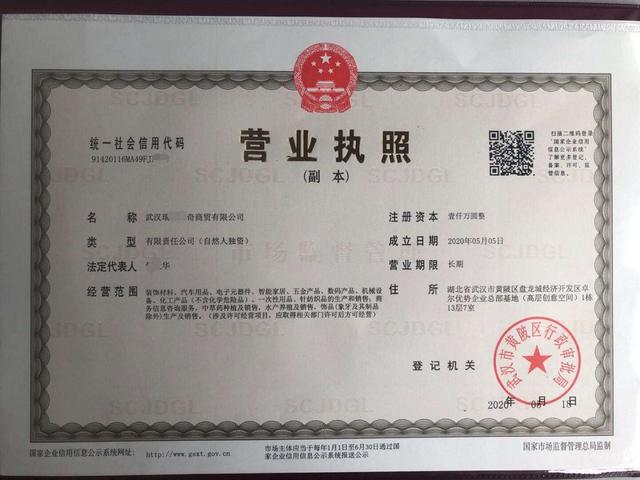 统一社会信用代码
91420116MA49FJ
营业执照
(副 本)
扫描二维码登录
“国家企业信用
信息公示系统”
了解更多登记、
备案、许可、监
管信息。
名 称 武汉 奇商贸有限公司
类 型 有限责任公司(自然人独资)
法定代表人 华
经营范围 装饰材料、汽车用品、电子元器件、智能家居、五金产品、数码产品、机械设
备、化工产品(不含化学危险品)、一次性用品、针纺织品的生产和销售;商
务信息咨询服务;中草药种植及销售,水产养殖及销售、饰品(象牙及其制品
除外)生产及销售。(涉及许可经营项目,应取得相关部门许可后方可经营)
注册资本 壹仟万圆整
成立日期 2020年05月05日
营业期限 长期
住 所 湖北省武汉市黄陂区盘龙城经济开发区卓
尔优势企业总部基地(高层创意空间)1栋
13层7室
SCJDGL
市场监督管
登记机关
武汉市黄陂区行政审批局
2020 年 05 月 18 日
国家企业信用信息公示系统网址: http://www.gsxt.gov.cn
市场主体应当于每年1月1日至6月30日通过国
家企业信用信息公示系统报送公示
国家市场监督管理总局监制